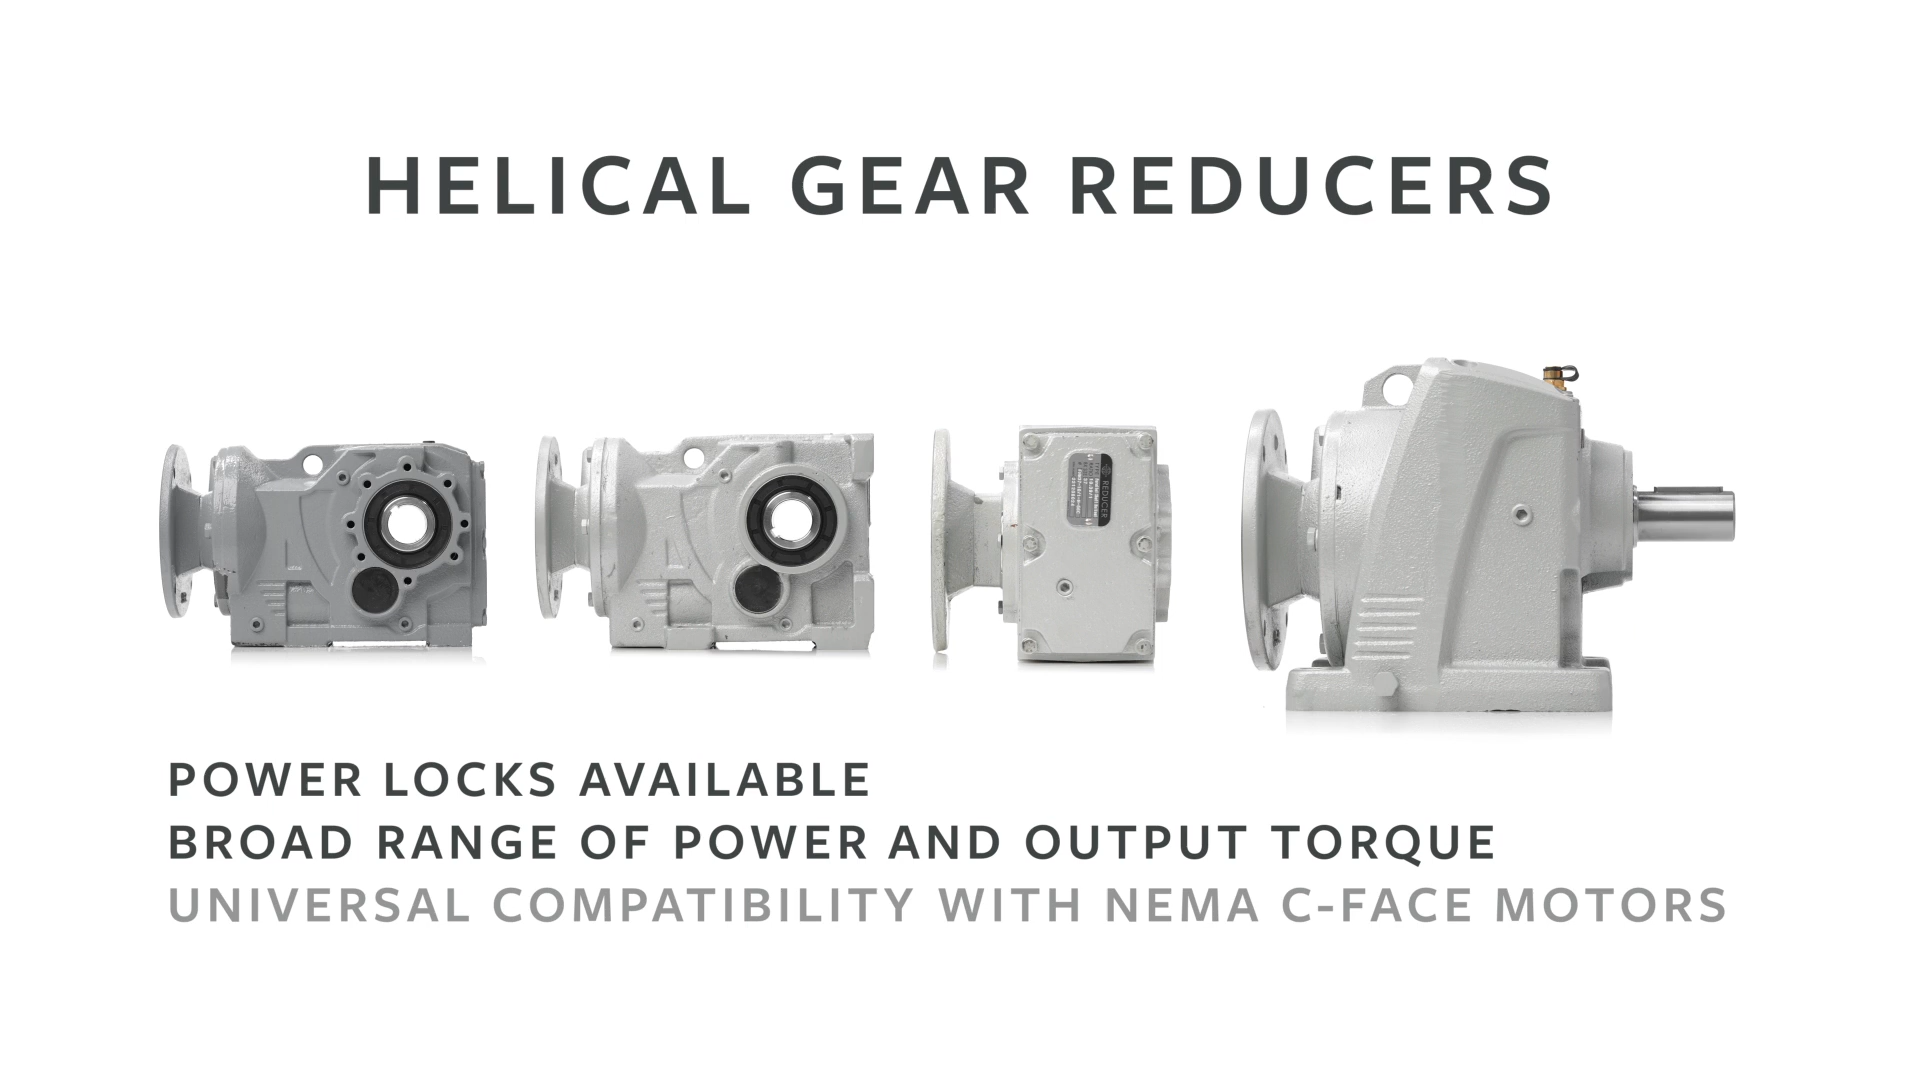 HELICAL GEAR REDUCERS
REDUCER
POWER LOCKS AVAILABLE
BROAD RANGE OF POWER AND OUTPUT TORQUE
UNIVERSAL COMPATIBILITY WITH NEMA C-FACE MOTORS